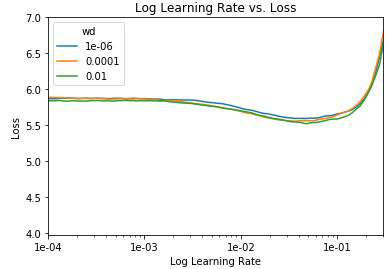 Log Learning Rate vs. Loss
7.0
6.5
6.0
5.5
5.0
4.5
4.0
Loss
wd
1e-06
0.0001
0.01
1e-04 1e-03 1e-02 1e-01
Log Learning Rate